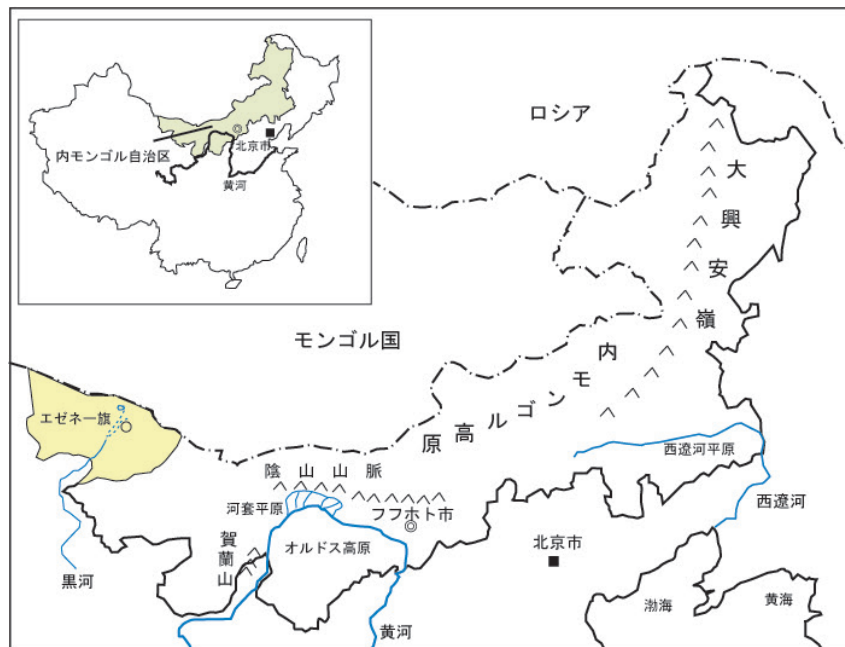 内モンゴル自治区
北京市
黄河
ロシア
大興安嶺
モンゴル国
内モンゴル高原
エゼネー旗
陰山山脈
西遼河平原
河套平原
フフホト市
西遼河
賀蘭山
オルドス高原
北京市
黒河
渤海
黄海
黄河